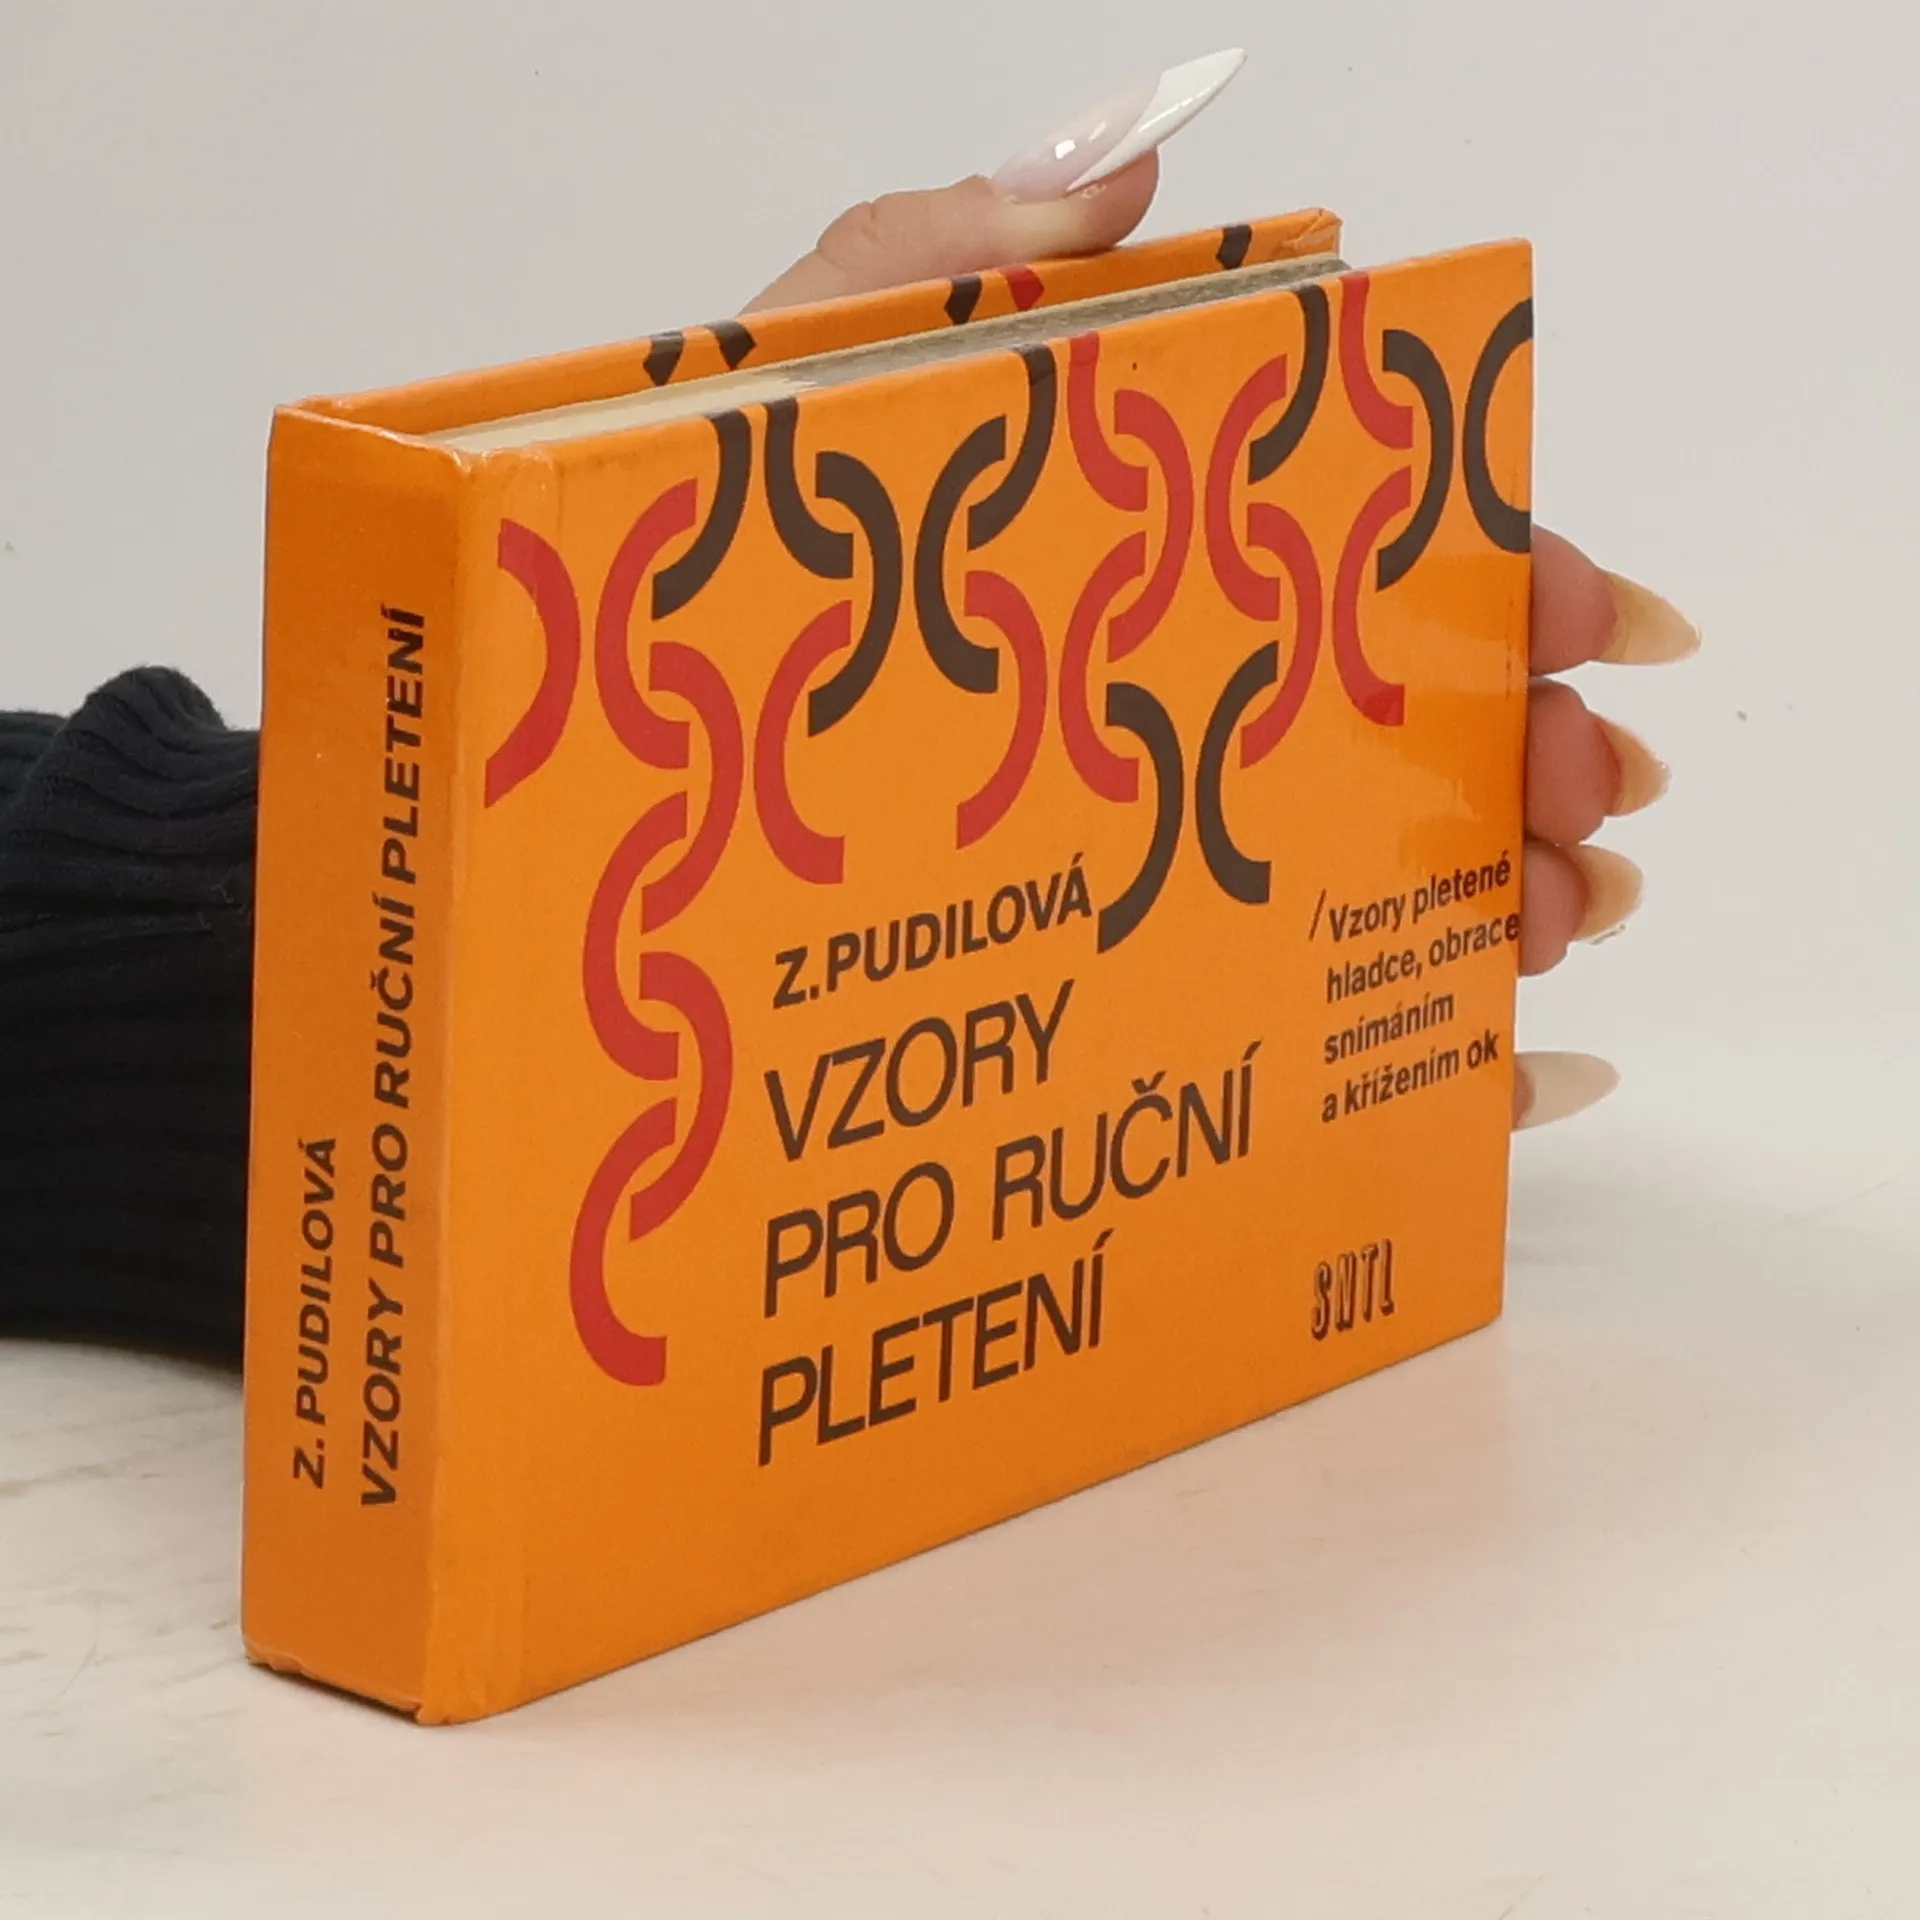 Z. PUDILOVÁ
VZORY PRO RUČNÍ PLETENÍ
Z. PUDILOVÁ
VZORY
PRO RUČNÍ
PLETENÍ
/Vzory pletené
hladce, obrace
snímáním
a křížením ok
SNTL